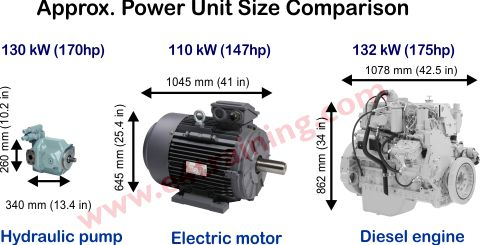 Approx. Power Unit Size Comparison
130 kW (170hp)
110 kW (147hp)
132 kW (175hp)
1045 mm (41 in)
1078 mm (42.5 in)
260 mm (10.2 in)
645 mm (25.4 in)
862 mm (34 in)
340 mm (13.4 in)
Hydraulic pump
Electric motor
Diesel engine